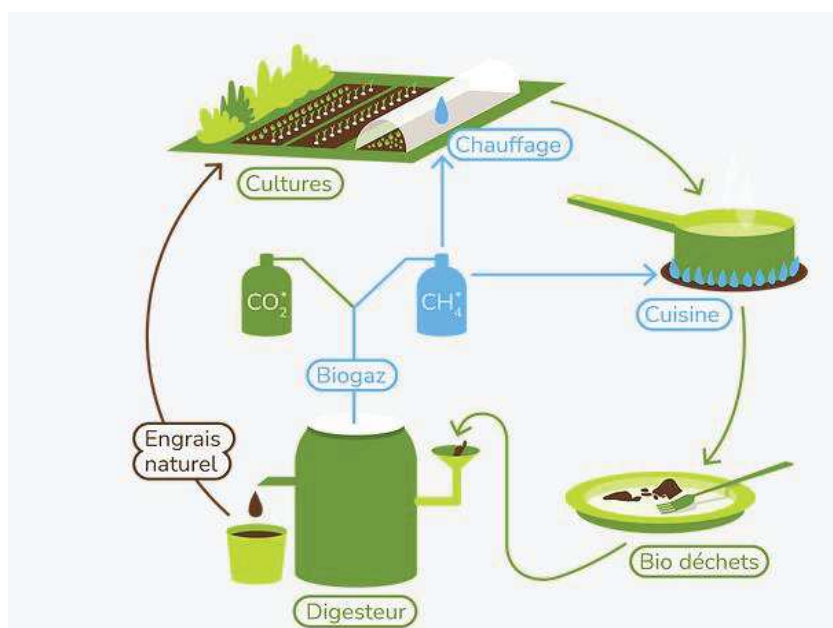 Chauffage
Cultures
CO₂*
CH₄*
Cuisine
Biogaz
Engrais
naturel
Bio déchets
Digesteur